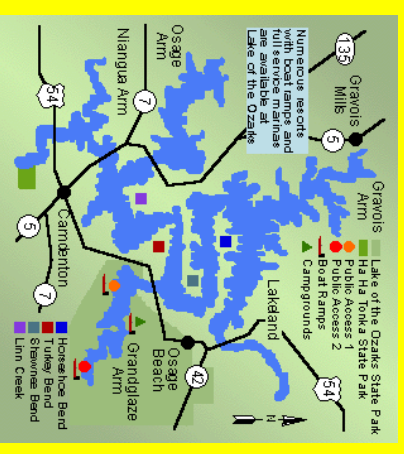 Lake of the Ozarks State Park
Ha Ha Tonka State Park
Public Access 1
Public Access 2
Boat Ramps
Campgrounds
Gravois
Arm
Gravois
Mills
135
5
Numerous resorts
with boat ramps and
full service marinas
are available at
Lake of the Ozarks
Lakeland
54
N
Osage
Arm
7
Niangua Arm
54
Osage
Beach
42
Grandglaze
Arm
Camdenton
5
7
Horseshoe Bend
Turkey Bend
Shawnee Bend
Linn Creek